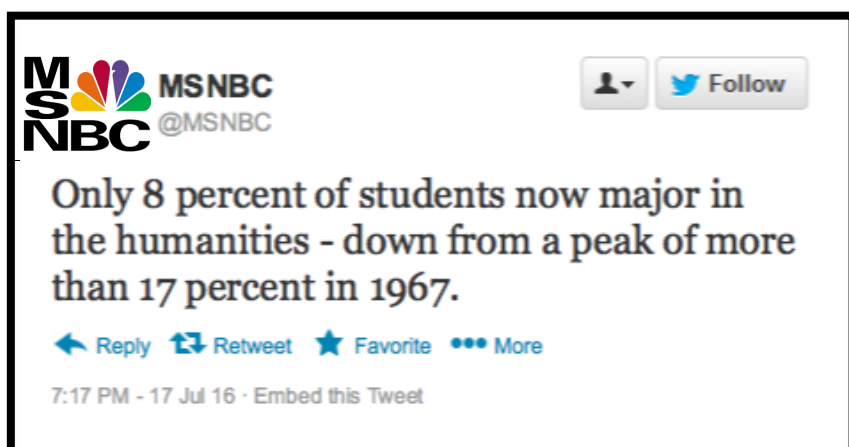 M
S
NBC
MSNBC
@MSNBC
Follow
Only 8 percent of students now major in
the humanities - down from a peak of more
than 17 percent in 1967.
Reply Retweet Favorite ••• More
7:17 PM - 17 Jul 16 · Embed this Tweet